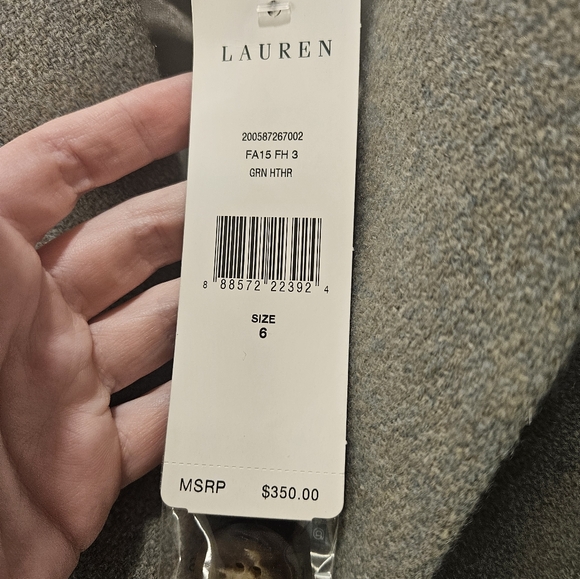 LAUREN
200587267002
FA15 FH 3
GRN HTHR
8 88572 22392 4
SIZE
6
MSRP $350.00